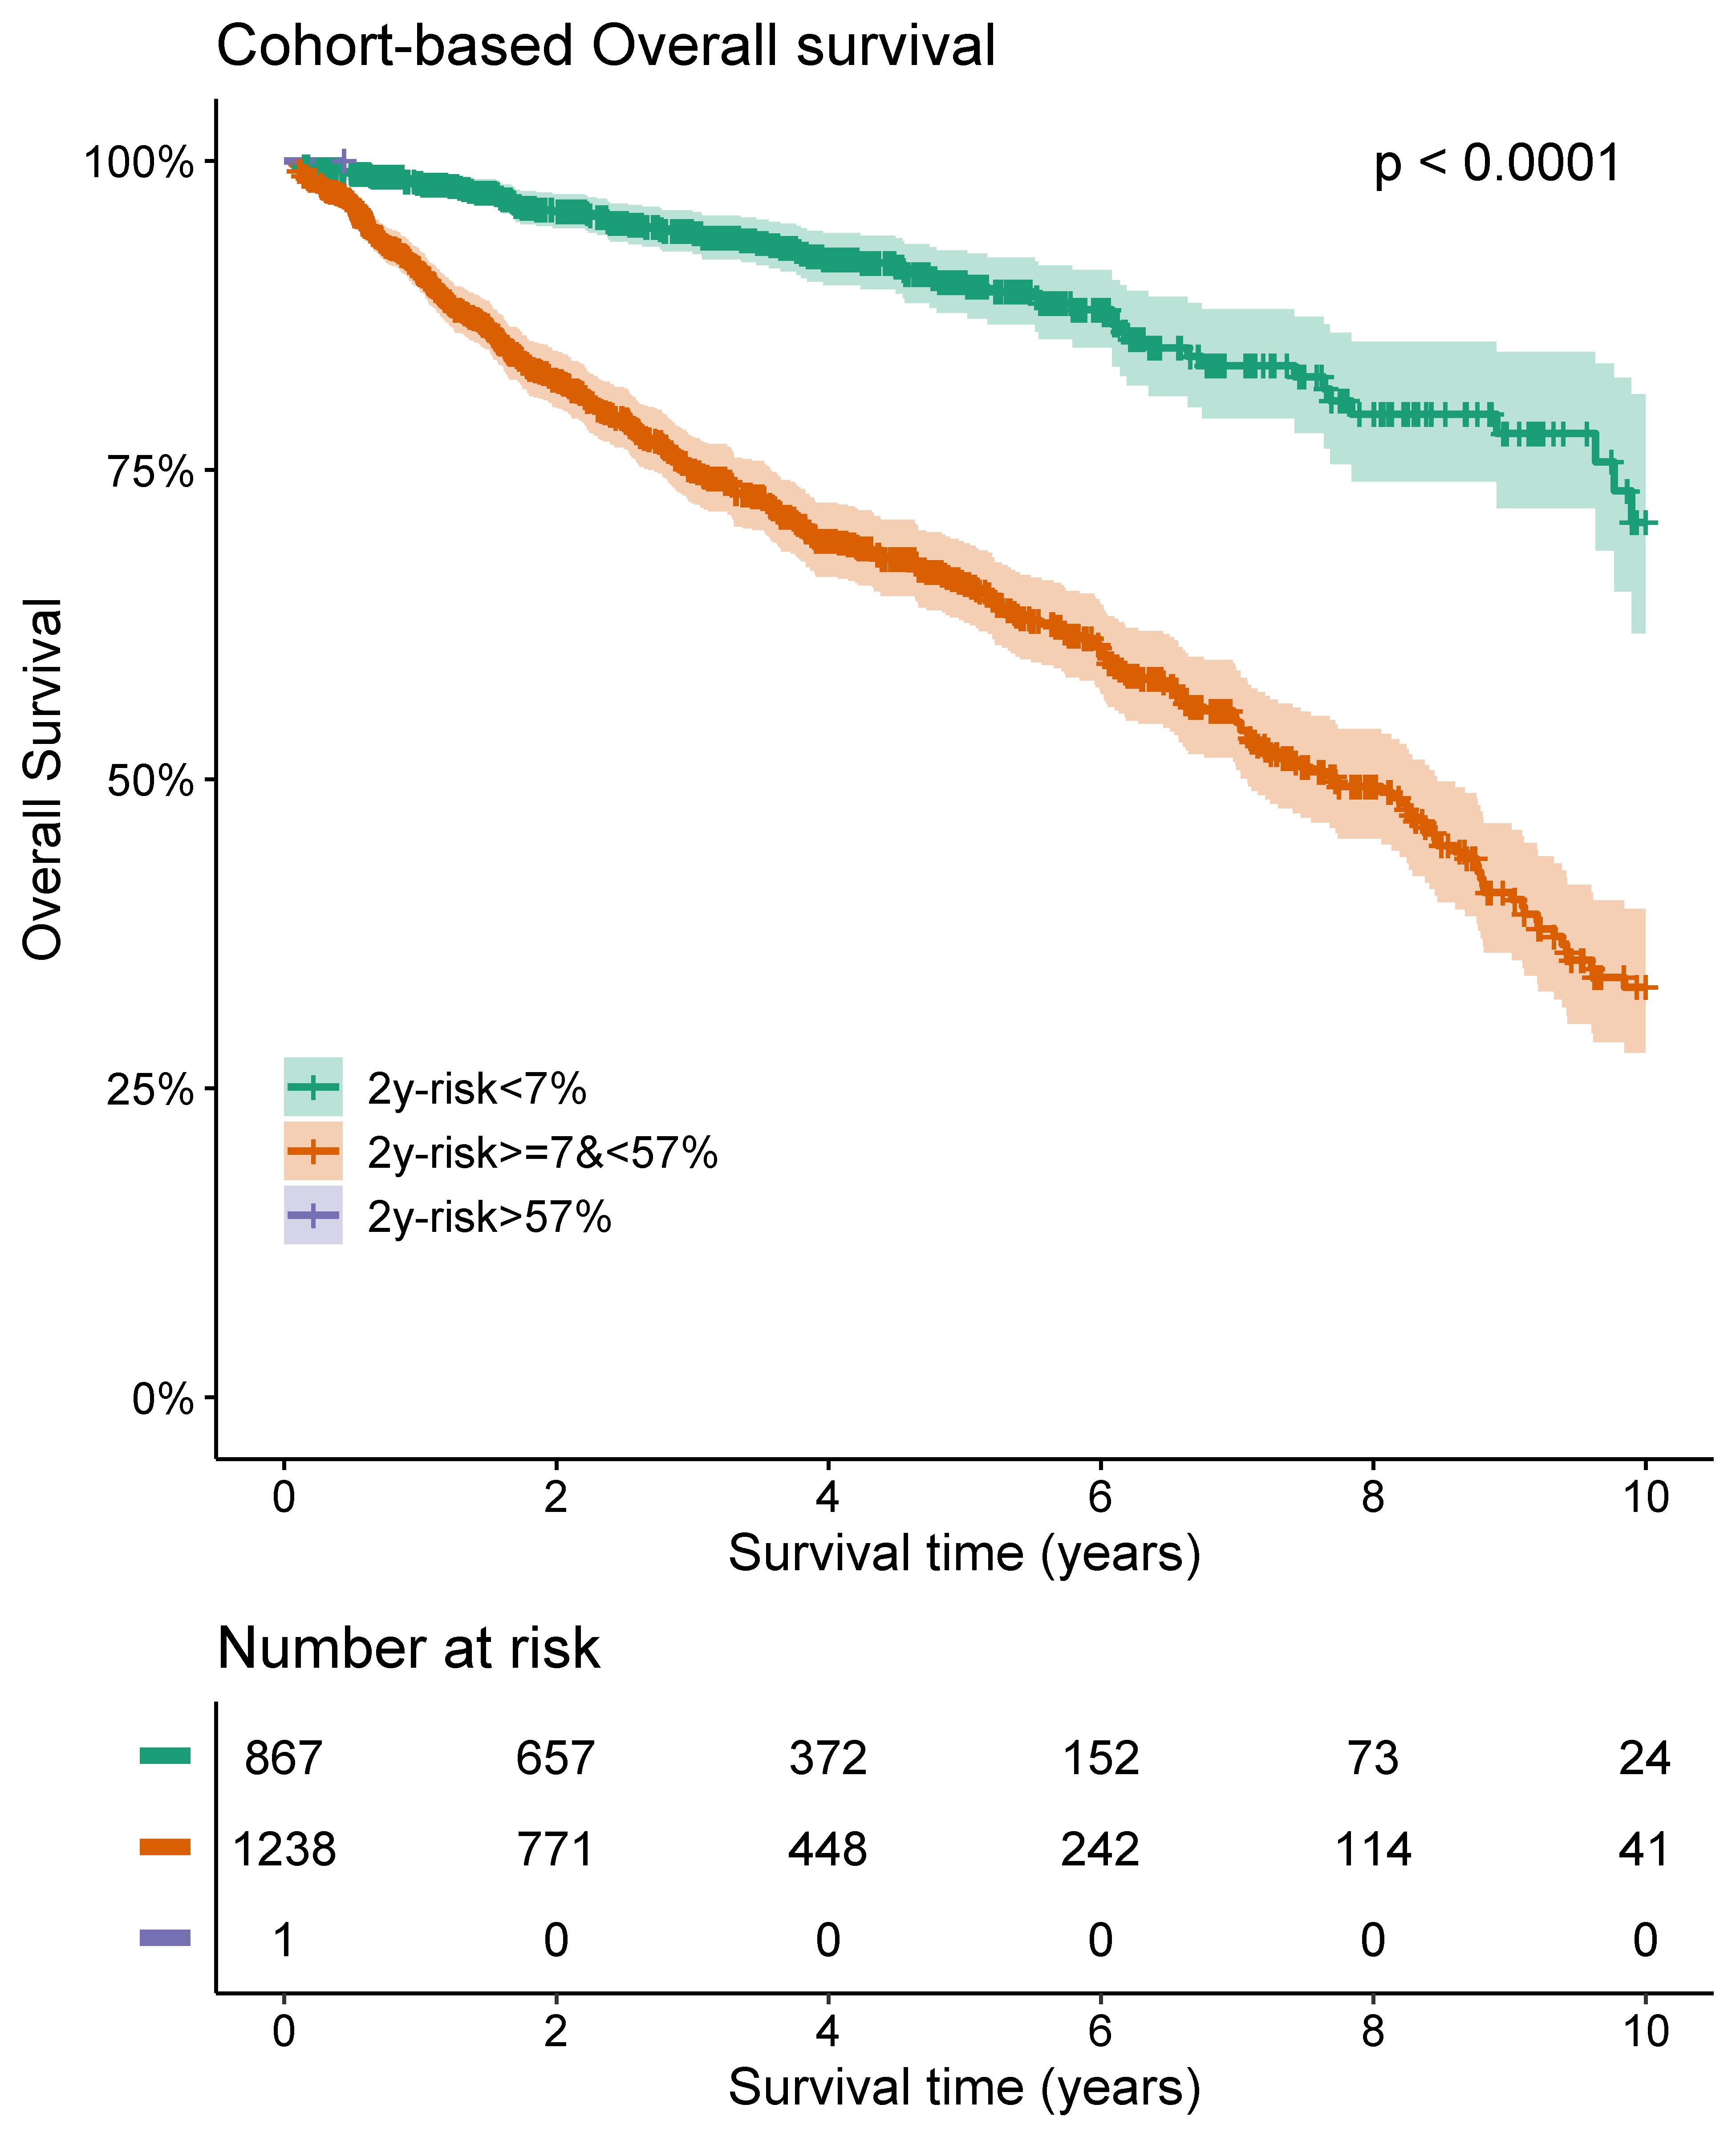 Cohort-based Overall survival
p < 0.0001
100%
75%
50%
25%
0%
Overall Survival
2y-risk<7%
2y-risk>=7&<57%
2y-risk>57%
0 2 4 6 8 10
Survival time (years)
Number at risk
867 657 372 152 73 24
1238 771 448 242 114 41
1 0 0 0 0 0
0 2 4 6 8 10
Survival time (years)